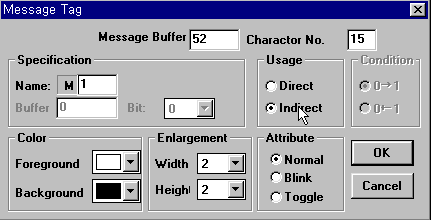 Message Tag
Message Buffer 52 Charactor No. 15
Specification
Name: M 1
Buffer 0 Bit: 0
Usage
Direct
Indirect
Condition
0→1
0←1
Color
Foreground
Background
Enlargement
Width 2
Height 2
Attribute
Normal
Blink
Toggle
OK
Cancel